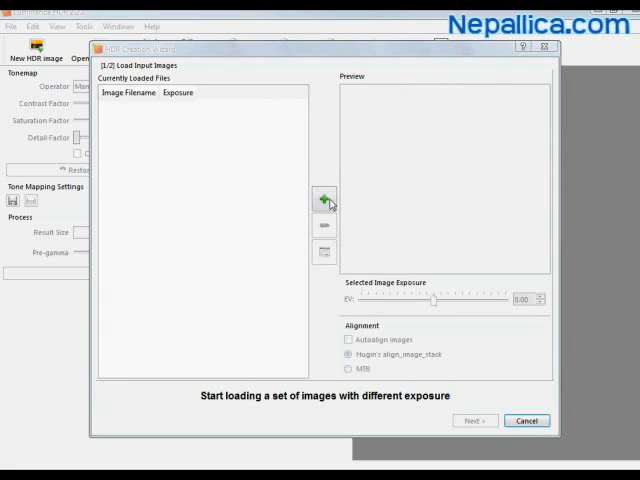 Luminance HDR 2.2.1
Nepallica.com
File Edit View Tools Windows Help
New HDR image
Tonemap
Operator
Contrast Factor
Saturation Factor
Detail Factor
Tone Mapping Settings
Process
Result Size
Pre-gamma
HDR Creation Wizard
[1/2] Load Input Images
Currently Loaded Files
Image Filename Exposure
Preview
Selected Image Exposure
EV: 0.00
Alignment
Autoalign images
Hugin's align_image_stack
MTB
Start loading a set of images with different exposure
Next >
Cancel